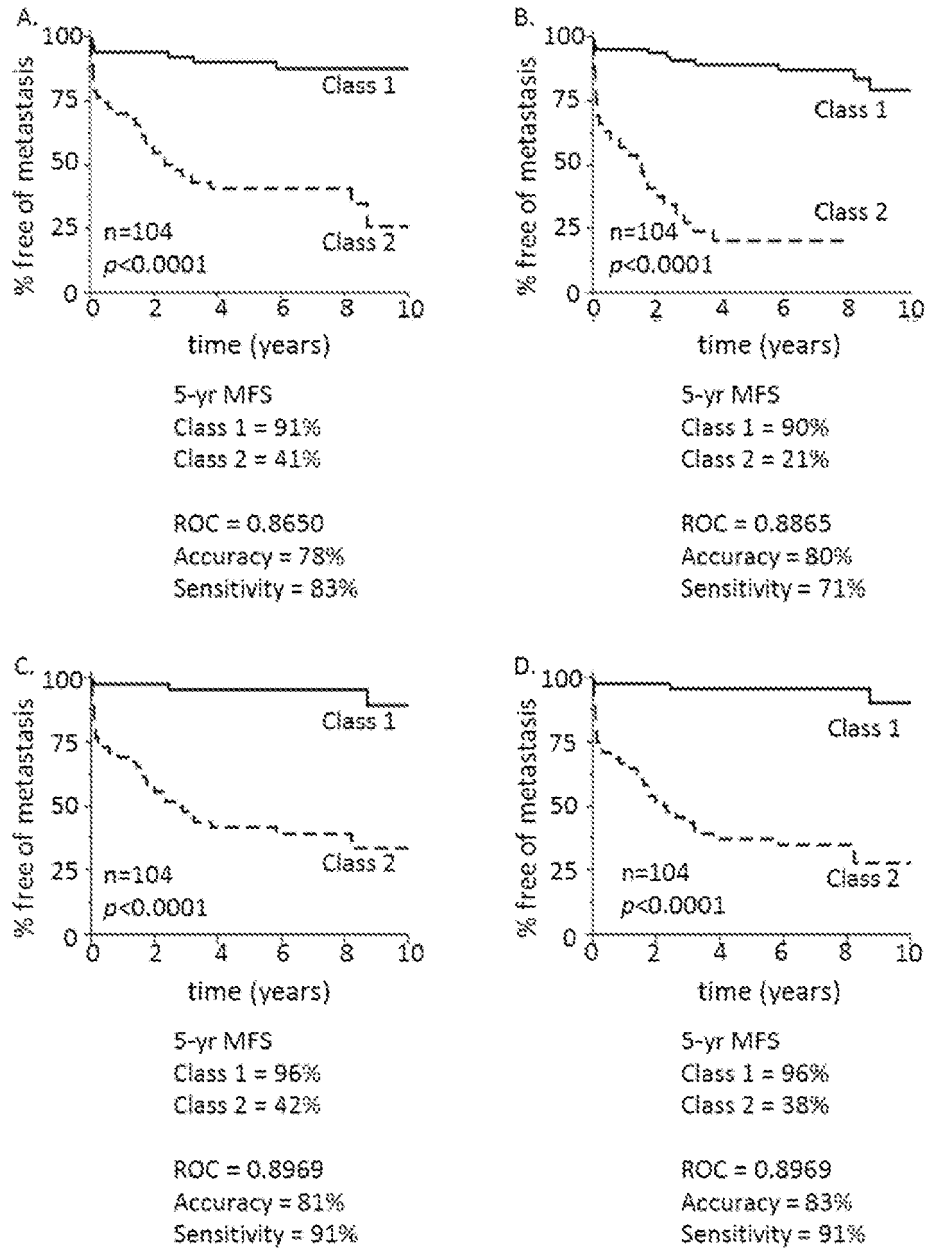 A.
100
75
50
25
0
% free of metastasis
Class 1
Class 2
n=104
p<0.0001
0 2 4 6 8 10
time (years)
5-yr MFS
Class 1 = 91%
Class 2 = 41%
ROC = 0.8650
Accuracy = 78%
Sensitivity = 83%
B.
100
75
50
25
0
% free of metastasis
Class 1
Class 2
n=104
p<0.0001
0 2 4 6 8 10
time (years)
5-yr MFS
Class 1 = 90%
Class 2 = 21%
ROC = 0.8865
Accuracy = 80%
Sensitivity = 71%
C.
100
75
50
25
0
% free of metastasis
Class 1
Class 2
n=104
p<0.0001
0 2 4 6 8 10
time (years)
5-yr MFS
Class 1 = 96%
Class 2 = 42%
ROC = 0.8969
Accuracy = 81%
Sensitivity = 91%
D.
100
75
50
25
0
% free of metastasis
Class 1
Class 2
n=104
p<0.0001
0 2 4 6 8 10
time (years)
5-yr MFS
Class 1 = 96%
Class 2 = 38%
ROC = 0.8969
Accuracy = 83%
Sensitivity = 91%